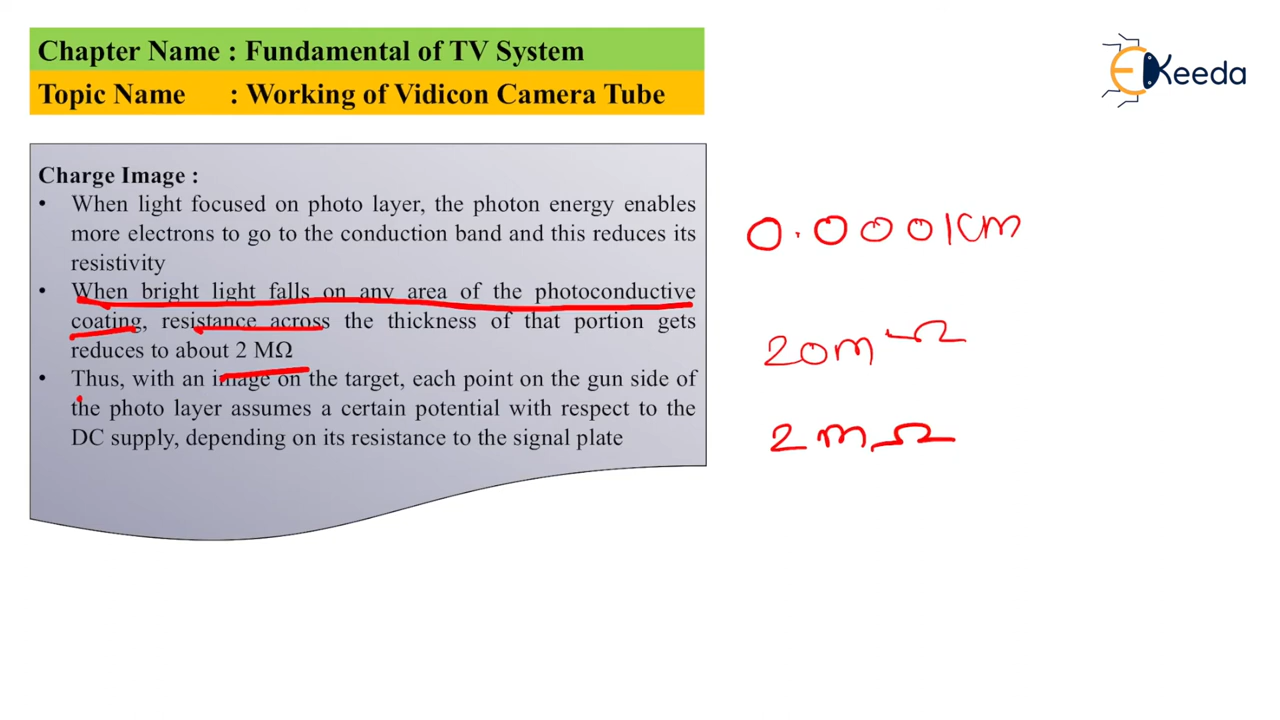 Chapter Name : Fundamental of TV System
Topic Name : Working of Vidicon Camera Tube
EKeeda
Charge Image :
• When light focused on photo layer, the photon energy enables
more electrons to go to the conduction band and this reduces its
resistivity
• When bright light falls on any area of the photoconductive
coating, resistance across the thickness of that portion gets
reduces to about 2 MΩ
• Thus, with an image on the target, each point on the gun side of
the photo layer assumes a certain potential with respect to the
DC supply, depending on its resistance to the signal plate
0.0001cm
20mΩ
2mΩ